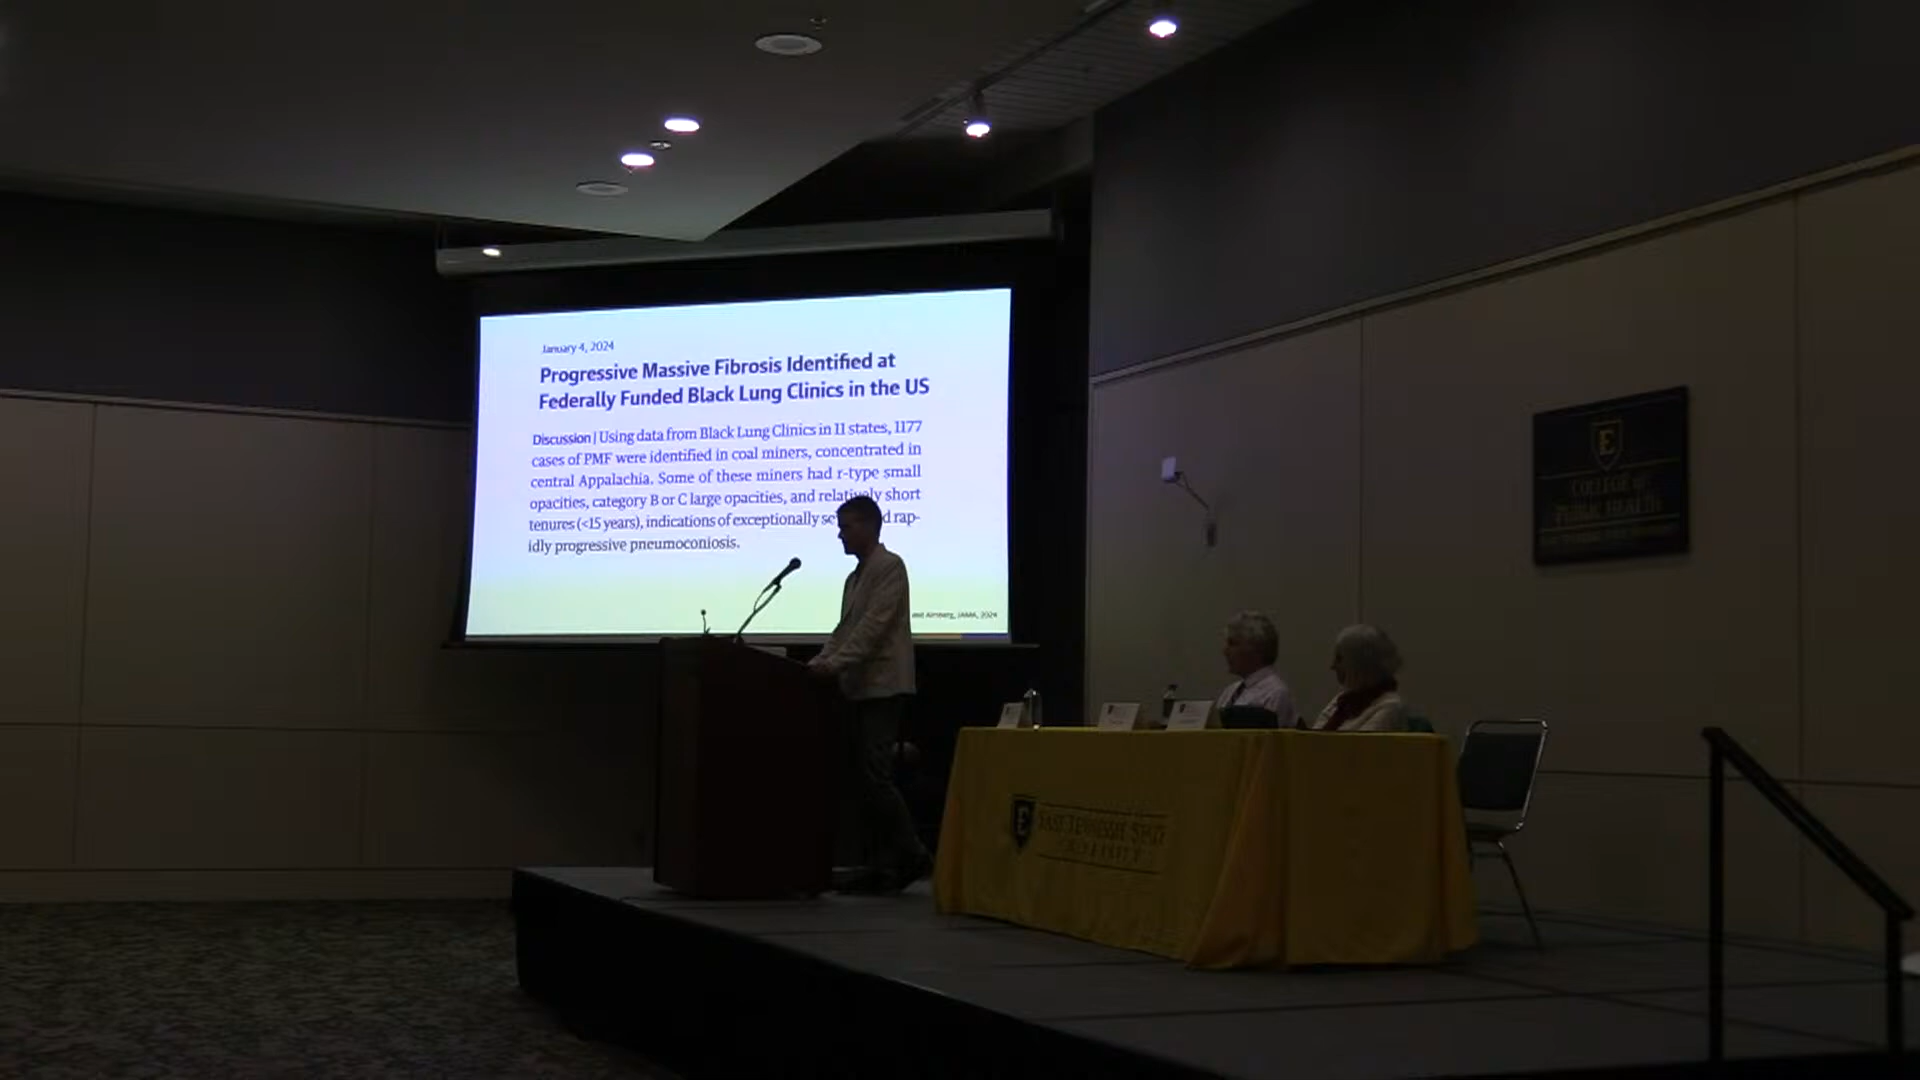 January 4, 2024
Progressive Massive Fibrosis Identified at
Federally Funded Black Lung Clinics in the US
Discussion | Using data from Black Lung Clinics in 11 states, 1177
cases of PMF were identified in coal miners, concentrated in
central Appalachia. Some of these miners had r-type small
opacities, category B or C large opacities, and relatively short
tenures (<15 years), indications of exceptionally rap-
idly progressive pneumoconiosis.
and Almberg, JAMA, 2024
E
COLLEGE of
PUBLIC HEALTH
E
EAST TENNESSEE STATE
UNIVERSITY